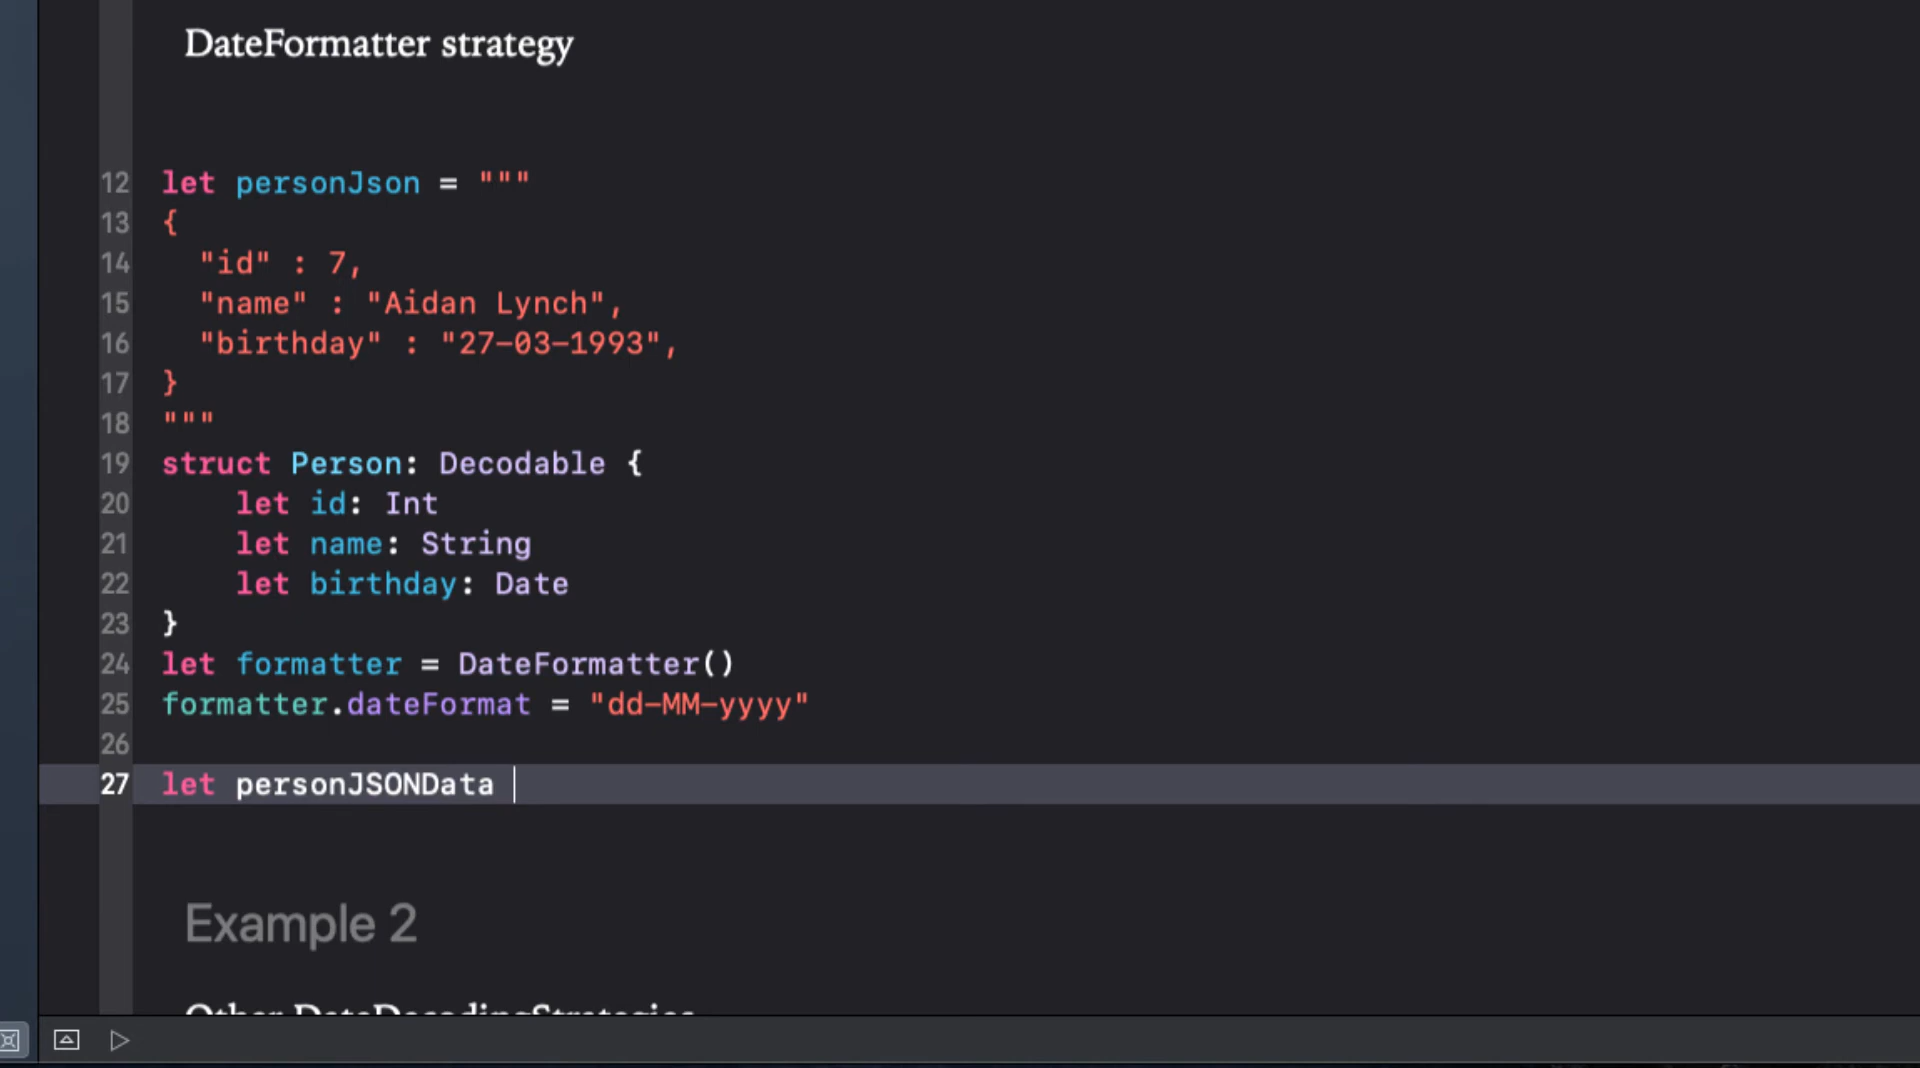 DateFormatter strategy
12 let personJson = """
13 {
14   "id" : 7,
15   "name" : "Aidan Lynch",
16   "birthday" : "27-03-1993",
17 }
18 """
19 struct Person: Decodable {
20     let id: Int
21     let name: String
22     let birthday: Date
23 }
24 let formatter = DateFormatter()
25 formatter.dateFormat = "dd-MM-yyyy"
26
27 let personJSONData
Example 2
Other DateDecodingStrategies